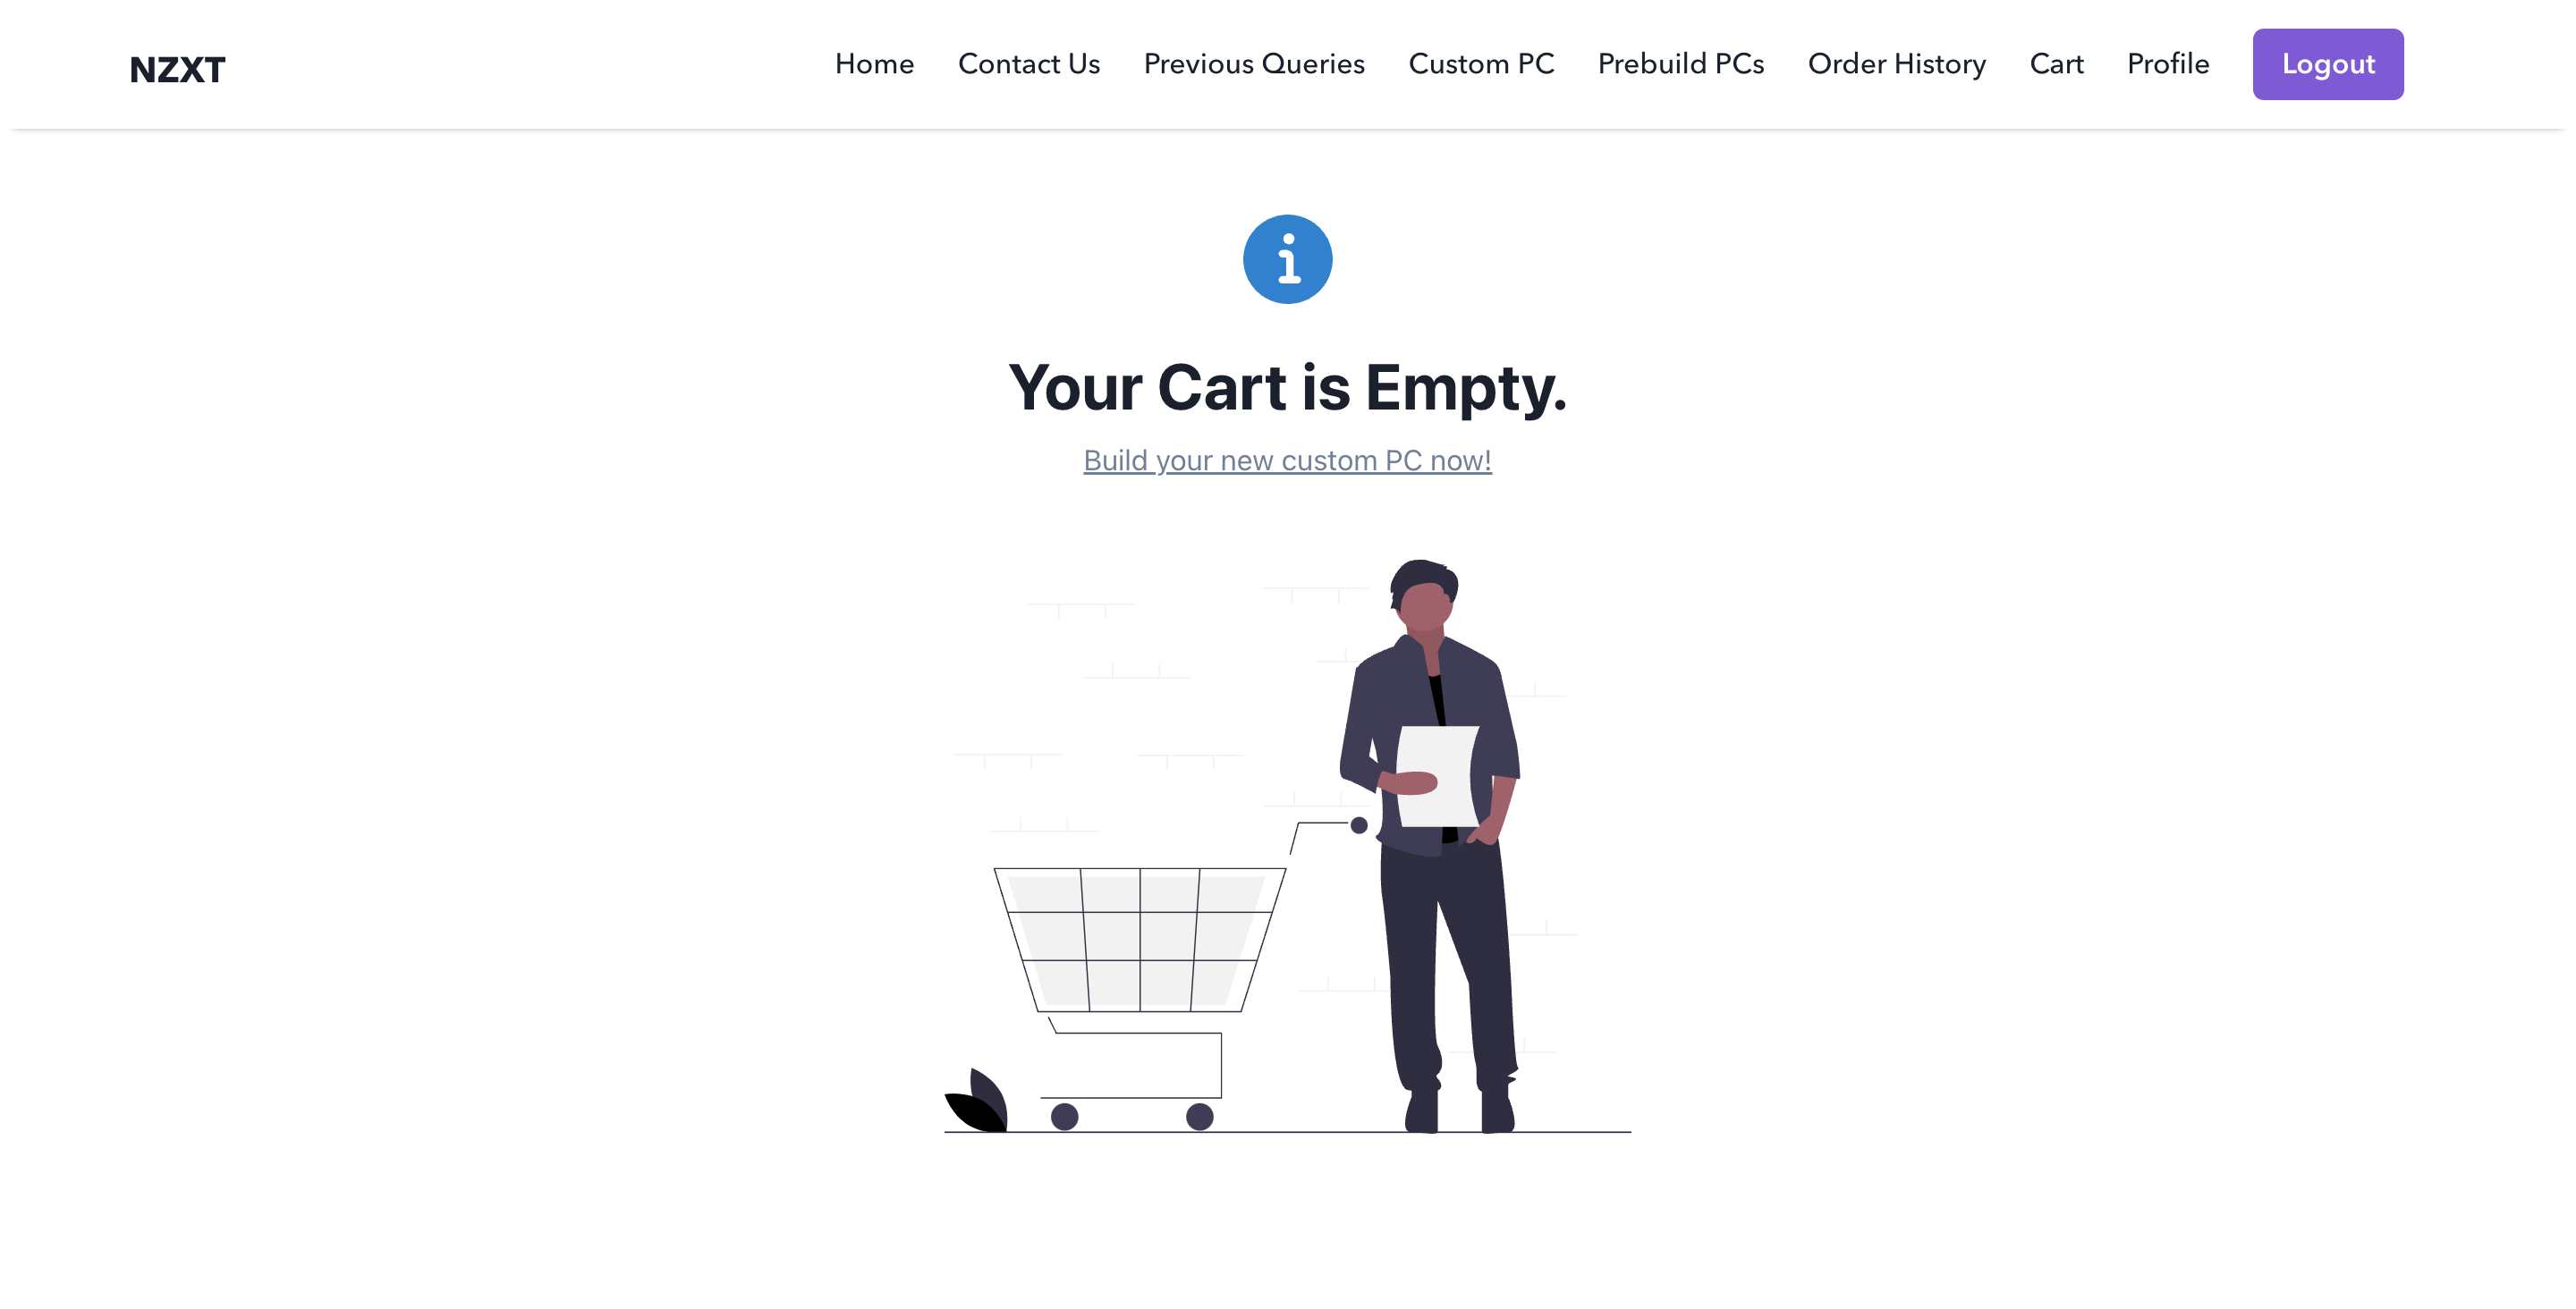 NZXT Home Contact Us Previous Queries Custom PC Prebuild PCs Order History Cart Profile Logout
Your Cart is Empty.
Build your new custom PC now!